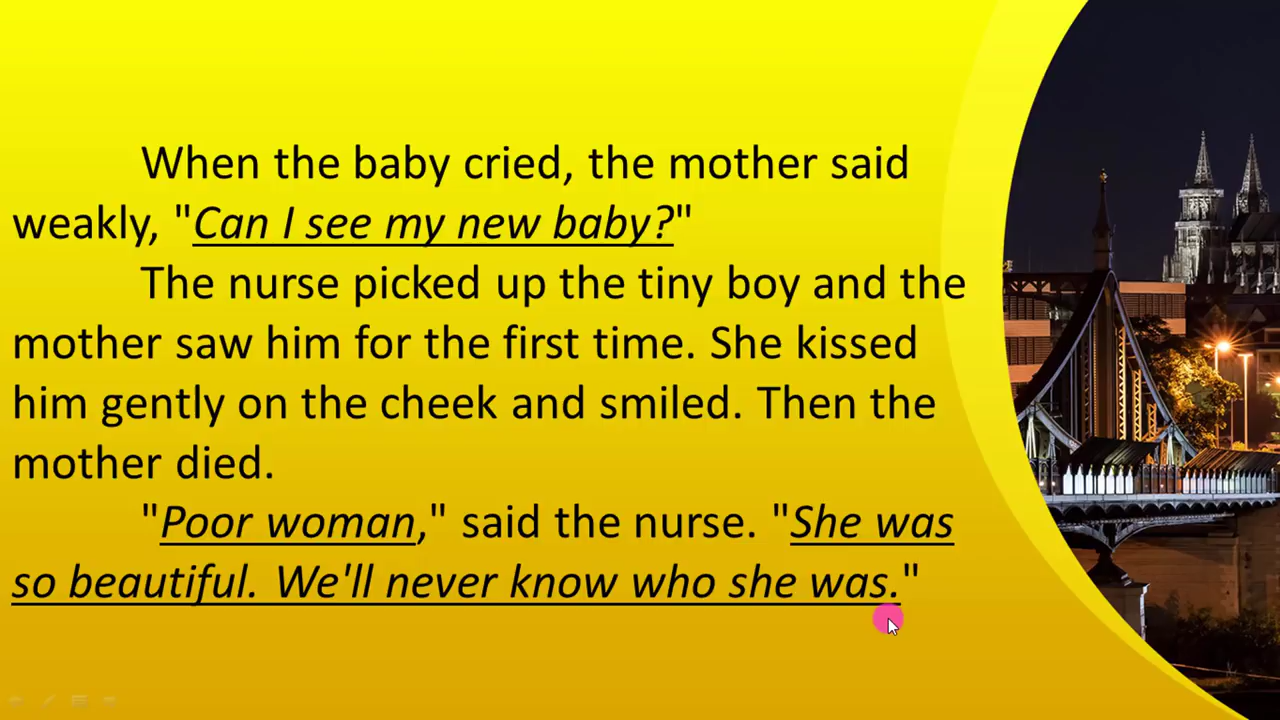 When the baby cried, the mother said
weakly, "Can I see my new baby?"
The nurse picked up the tiny boy and the
mother saw him for the first time. She kissed
him gently on the cheek and smiled. Then the
mother died.
"Poor woman," said the nurse. "She was
so beautiful. We'll never know who she was."